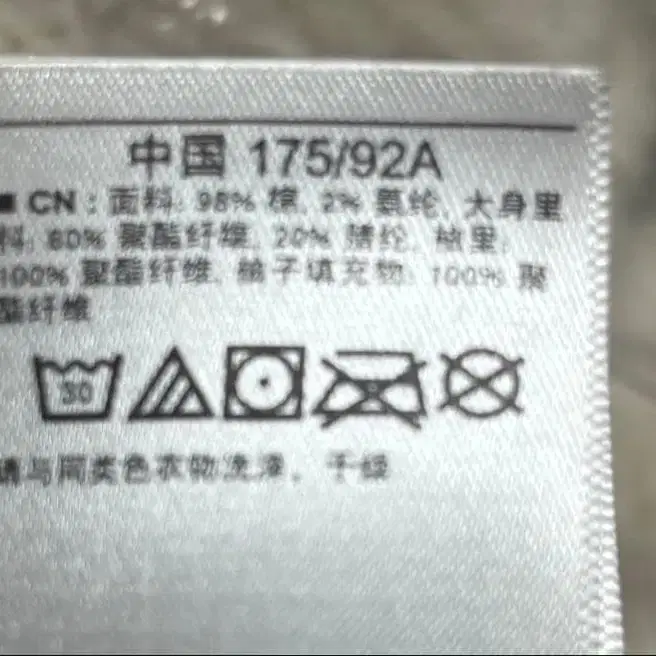 中国 175/92A
■ CN：面料: 98% 棉, 2% 氨纶, 大身里
料: 80% 聚酯纤维, 20% 腈纶, 袖里:
100% 聚酯纤维, 袖子填充物: 100% 聚
酯纤维
30
请与同类色衣物洗涤、干燥